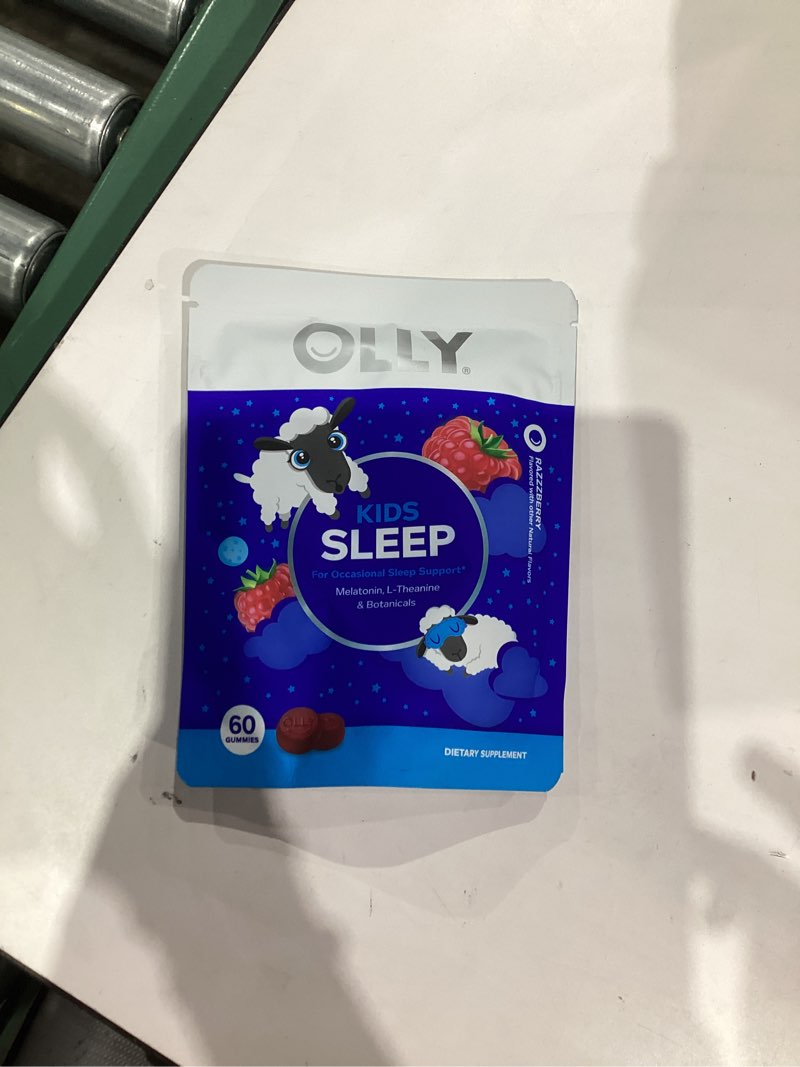 OLLY®
RAZZZBERRY
Flavored with other Natural Flavors
KIDS
SLEEP
For Occasional Sleep Support*
Melatonin, L-Theanine
& Botanicals
60
GUMMIES
OLLY
DIETARY SUPPLEMENT